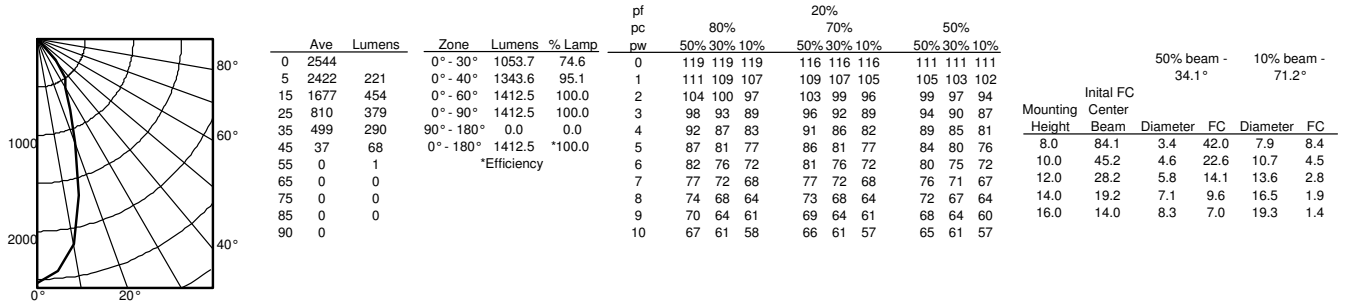 80°
1000
60°
2000
40°
0°
20°
Ave Lumens
0 2544
5 2422 221
15 1677 454
25 810 379
35 499 290
45 37 68
55 0 1
65 0 0
75 0 0
85 0 0
90 0
Zone Lumens % Lamp
0° - 30° 1053.7 74.6
0° - 40° 1343.6 95.1
0° - 60° 1412.5 100.0
0° - 90° 1412.5 100.0
90° - 180° 0.0 0.0
0° - 180° 1412.5 *100.0
*Efficiency
pf 20%
pc 80% 70% 50%
pw 50% 30% 10% 50% 30% 10% 50% 30% 10%
0 119 119 119 116 116 116 111 111 111
1 111 109 107 109 107 105 105 103 102
2 104 100 97 103 99 96 99 97 94
3 98 93 89 96 92 89 94 90 87
4 92 87 83 91 86 82 89 85 81
5 87 81 77 86 81 77 84 80 76
6 82 76 72 81 76 72 80 75 72
7 77 72 68 77 72 68 76 71 67
8 74 68 64 73 68 64 72 67 64
9 70 64 61 69 64 61 68 64 60
10 67 61 58 66 61 57 65 61 57
50% beam - 10% beam -
34.1° 71.2°
Inital FC
Mounting Center
Height Beam Diameter FC Diameter FC
8.0 84.1 3.4 42.0 7.9 8.4
10.0 45.2 4.6 22.6 10.7 4.5
12.0 28.2 5.8 14.1 13.6 2.8
14.0 19.2 7.1 9.6 16.5 1.9
16.0 14.0 8.3 7.0 19.3 1.4